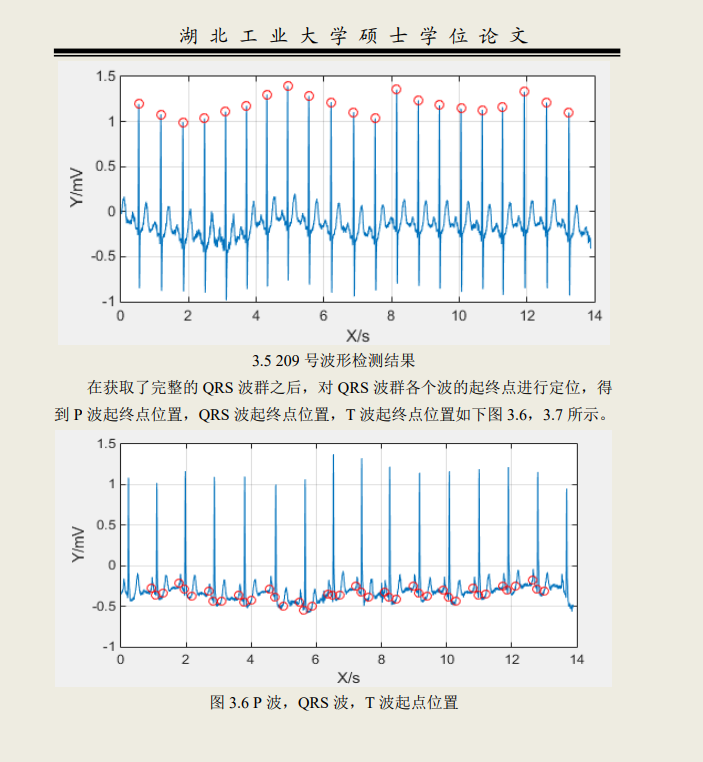 湖北工业大学硕士学位论文
1.5
1
0.5
0
-0.5
-1
Y/mV
0 2 4 6 8 10 12 14
X/s
3.5 209 号波形检测结果
在获取了完整的 QRS 波群之后，对 QRS 波群各个波的起终点进行定位，得
到 P 波起终点位置，QRS 波起终点位置，T 波起终点位置如下图 3.6，3.7 所示。
1.5
1
0.5
0
-0.5
-1
Y/mV
0 2 4 6 8 10 12 14
X/s
图 3.6 P 波，QRS 波，T 波起点位置